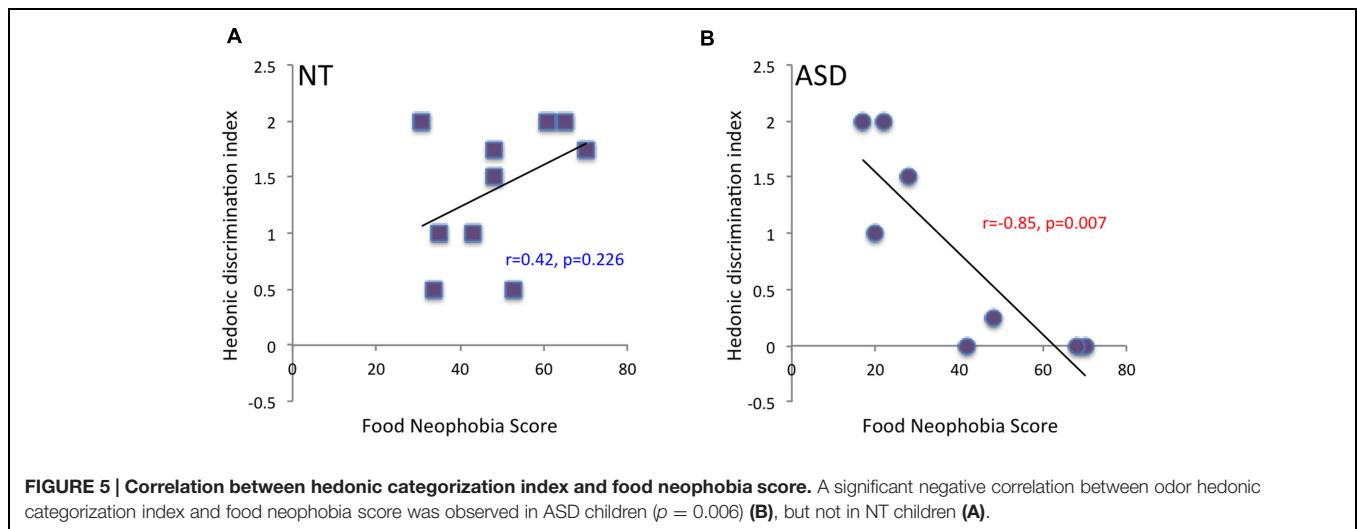 A
NT
2.5
2
1.5
1
0.5
0
-0.5
0 20 40 60 80
Hedonic discrimination index
Food Neophobia Score
r=0.42, p=0.226
B
ASD
2.5
2
1.5
1
0.5
0
-0.5
0 20 40 60 80
Hedonic discrimination index
Food Neophobia Score
r=-0.85, p=0.007
FIGURE 5 | Correlation between hedonic categorization index and food neophobia score. A significant negative correlation between odor hedonic
categorization index and food neophobia score was observed in ASD children (p = 0.006) (B), but not in NT children (A).